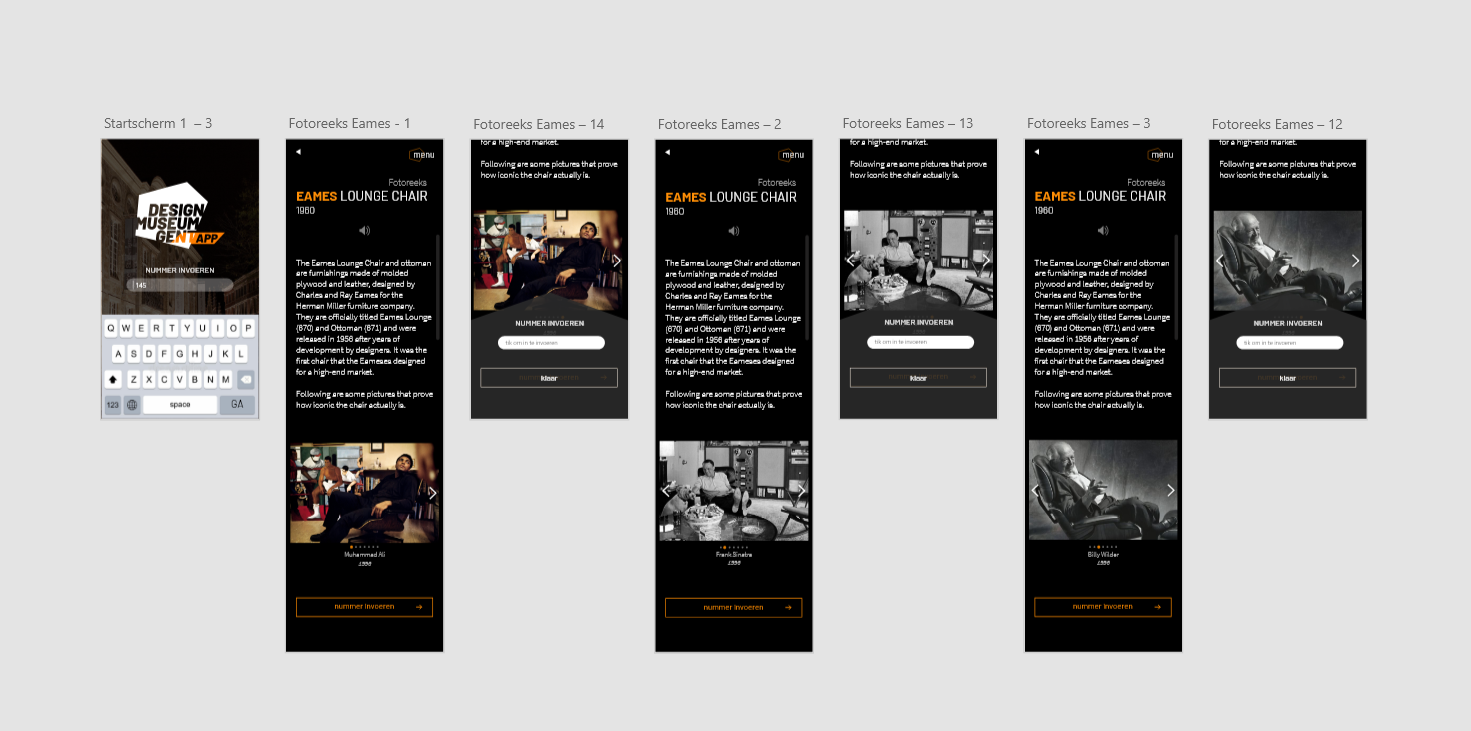 Startscherm 1 – 3
DESIGN
MUSEUM
GENT APP
NUMMER INVOEREN
145
Q W E R T Y U I O P
A S D F G H J K L
Z X C V B N M
123 space GA
Fotoreeks Eames - 1
menu
Fotoreeks
EAMES LOUNGE CHAIR
1960
The Eames Lounge Chair and ottoman
are furnishings made of molded
plywood and leather, designed by
Charles and Ray Eames for the
Herman Miller furniture company.
They are officially titled Eames Lounge
(670) and Ottoman (671) and were
released in 1956 after years of
development by designers. It was the
first chair that the Eameses designed
for a high-end market.
Following are some pictures that prove
how iconic the chair actually is.
Muhammad Ali
1996
nummer invoeren
Fotoreeks Eames – 14
for a high-end market.
Following are some pictures that prove
how iconic the chair actually is.
NUMMER INVOEREN
tik om in te invoeren
klaar
Fotoreeks Eames – 2
menu
Fotoreeks
EAMES LOUNGE CHAIR
1960
The Eames Lounge Chair and ottoman
are furnishings made of molded
plywood and leather, designed by
Charles and Ray Eames for the
Herman Miller furniture company.
They are officially titled Eames Lounge
(670) and Ottoman (671) and were
released in 1956 after years of
development by designers. It was the
first chair that the Eameses designed
for a high-end market.
Following are some pictures that prove
how iconic the chair actually is.
Frank Sinatra
1996
nummer invoeren
Fotoreeks Eames – 13
for a high-end market.
Following are some pictures that prove
how iconic the chair actually is.
NUMMER INVOEREN
tik om in te invoeren
klaar
Fotoreeks Eames – 3
menu
Fotoreeks
EAMES LOUNGE CHAIR
1960
The Eames Lounge Chair and ottoman
are furnishings made of molded
plywood and leather, designed by
Charles and Ray Eames for the
Herman Miller furniture company.
They are officially titled Eames Lounge
(670) and Ottoman (671) and were
released in 1956 after years of
development by designers. It was the
first chair that the Eameses designed
for a high-end market.
Following are some pictures that prove
how iconic the chair actually is.
Billy Wilder
1996
nummer invoeren
Fotoreeks Eames – 12
for a high-end market.
Following are some pictures that prove
how iconic the chair actually is.
NUMMER INVOEREN
tik om in te invoeren
klaar